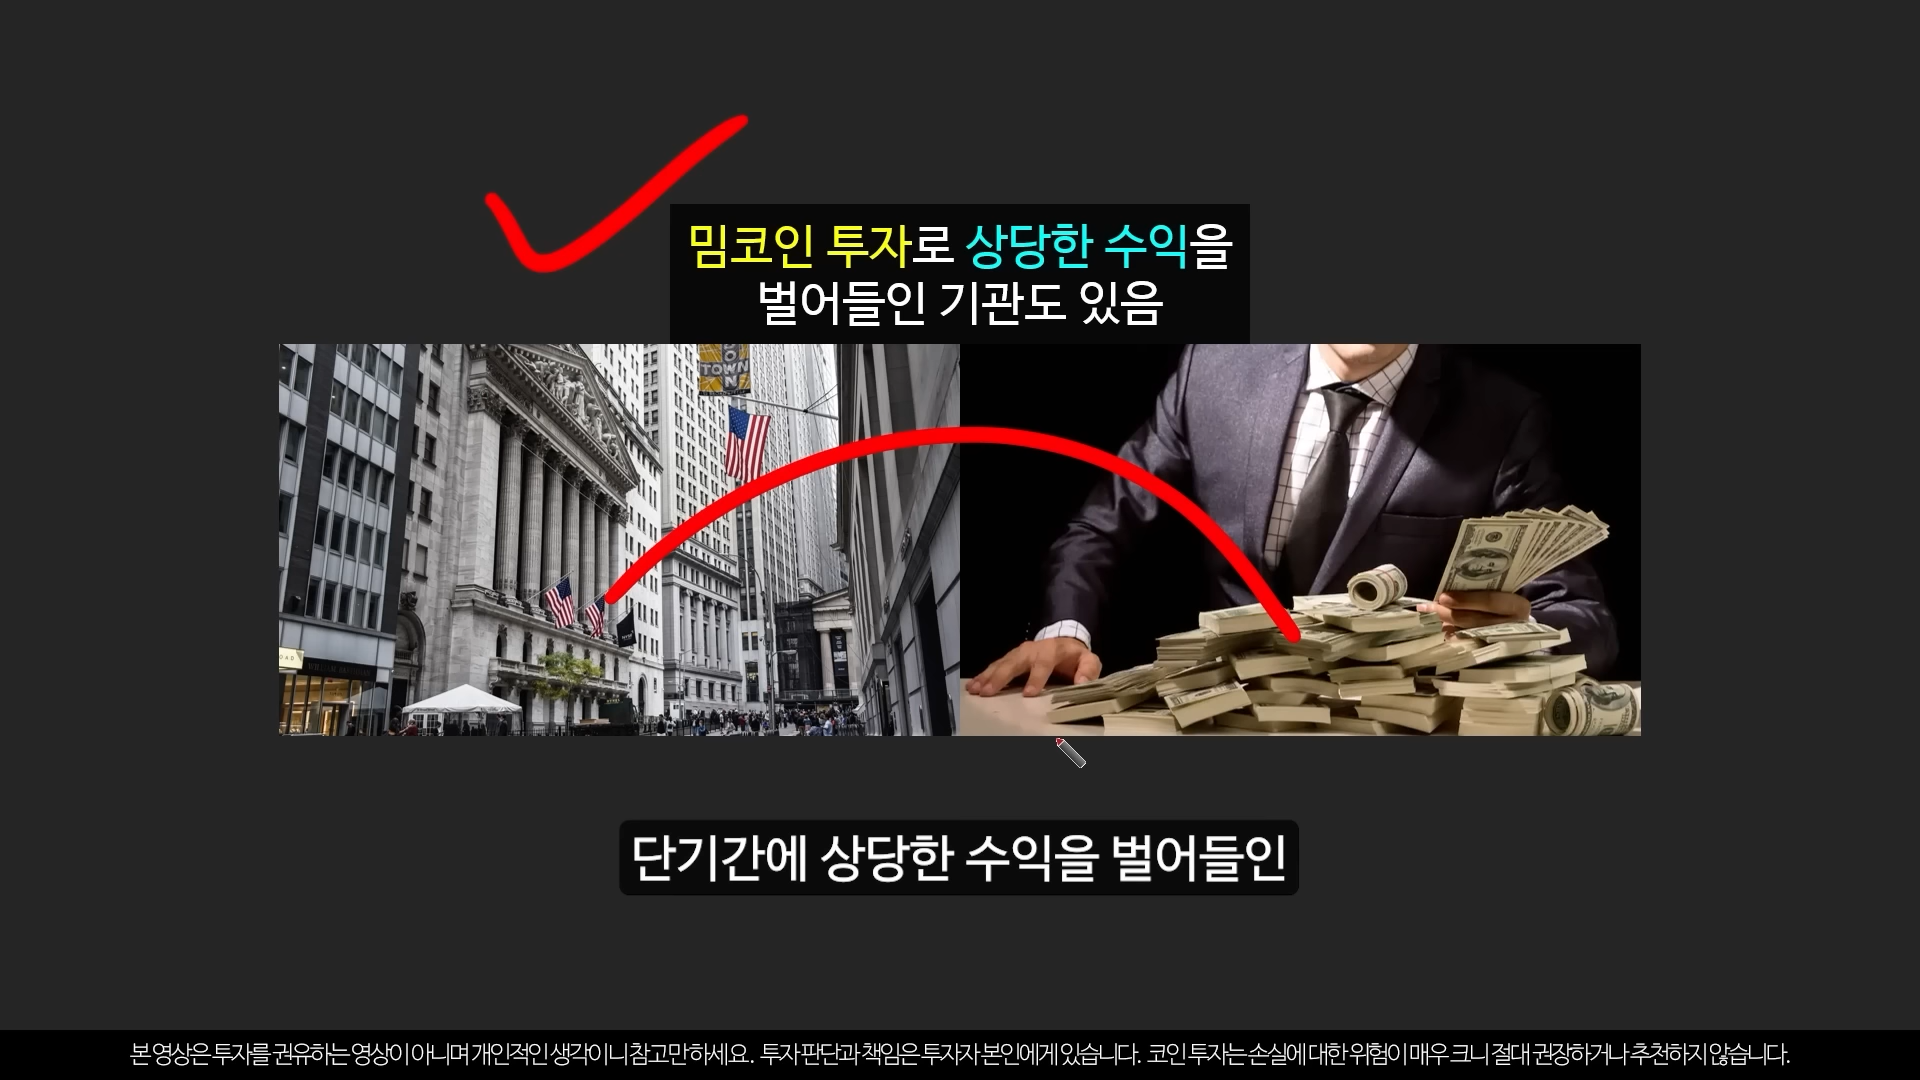 밈코인 투자로 상당한 수익을
벌어들인 기관도 있음
TOWN
단기간에 상당한 수익을 벌어들인
본 영상은 투자를 권유하는 영상이 아니며 개인적인 생각이니 참고만 하세요. 투자 판단과 책임은 투자자 본인에게 있습니다. 코인 투자는 손실에 대한 위험이 매우 크니 절대 권장하거나 추천하지 않습니다.